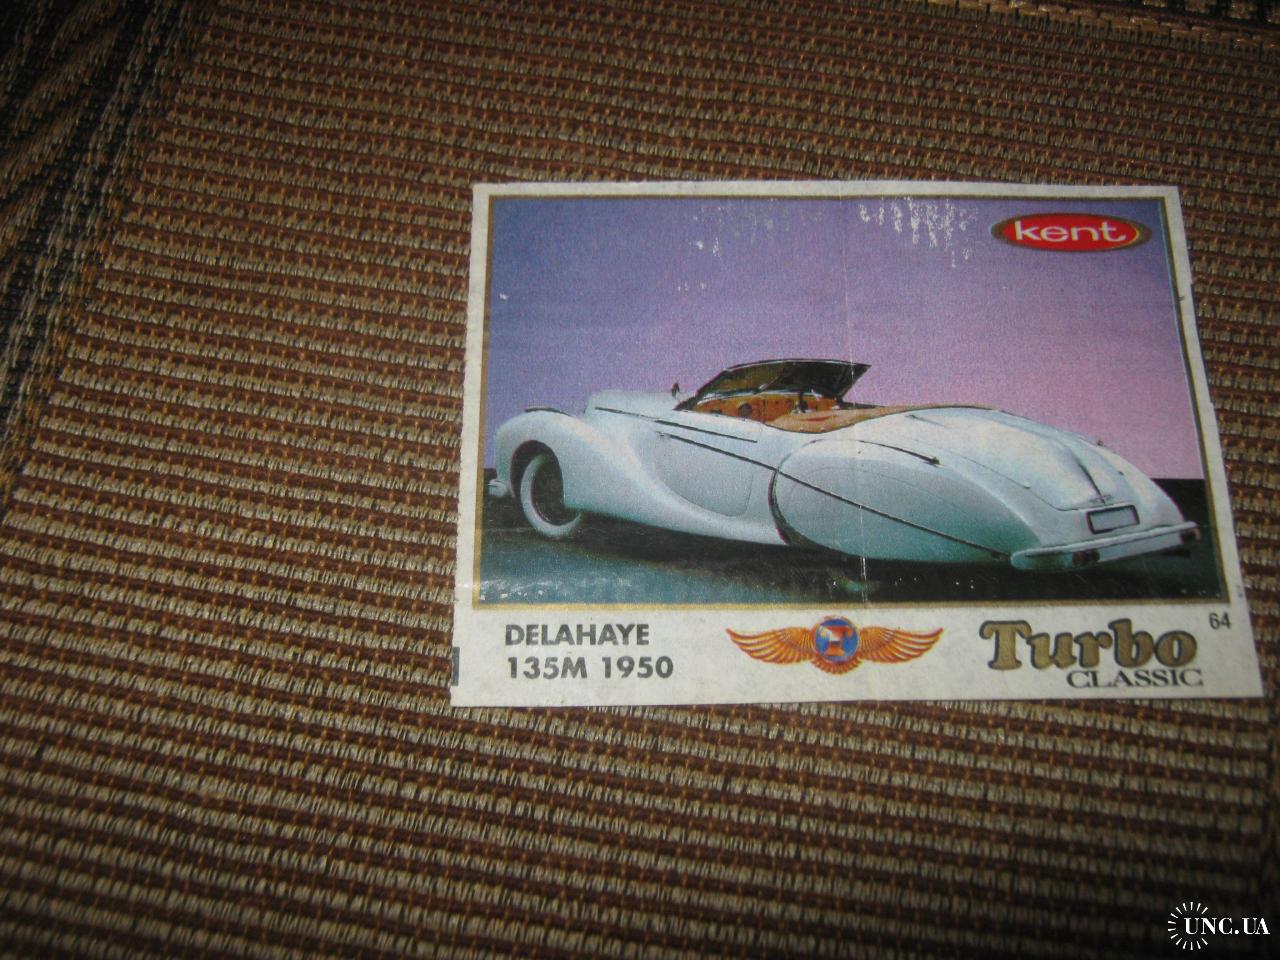 kent
DELAHAYE
135M 1950
Turbo
CLASSIC
64
UNC.UA